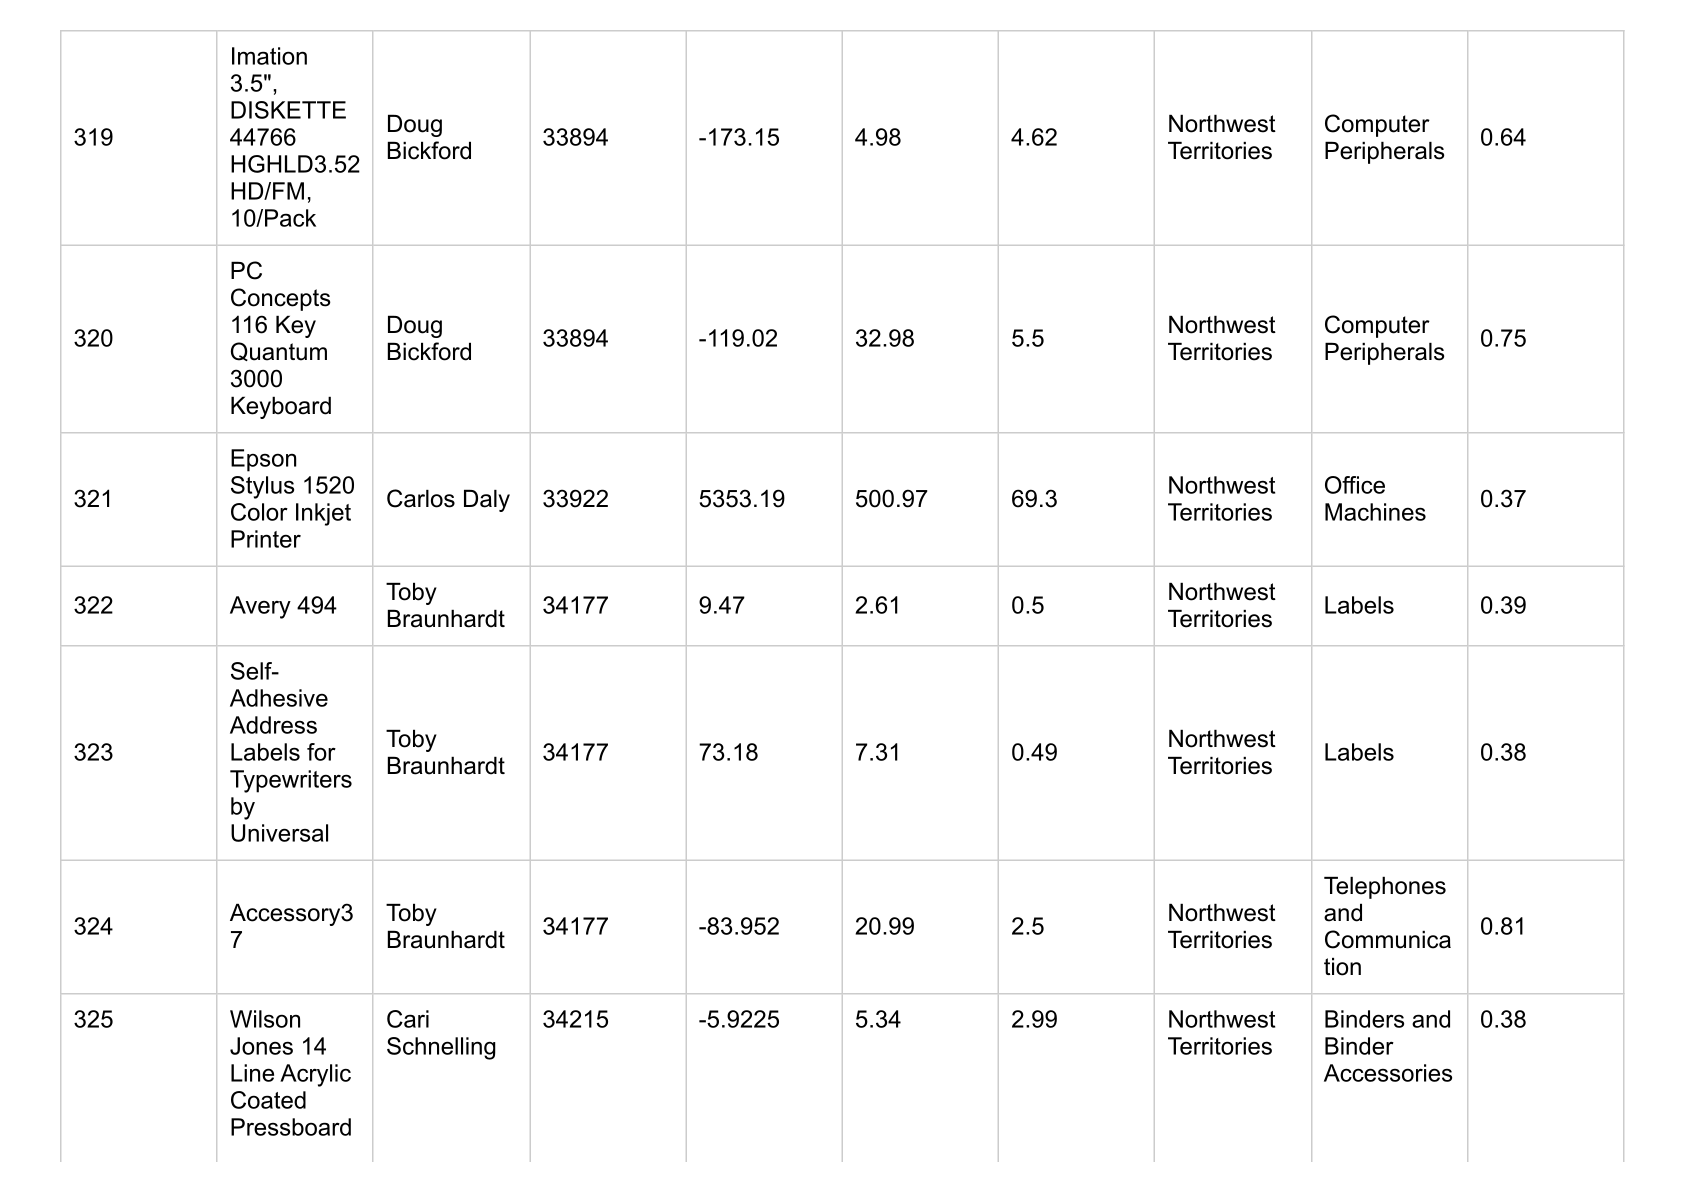 319
Imation
3.5",
DISKETTE
44766
HGHLD3.52
HD/FM,
10/Pack
Doug
Bickford
33894
-173.15
4.98
4.62
Northwest
Territories
Computer
Peripherals
0.64
320
PC
Concepts
116 Key
Quantum
3000
Keyboard
Doug
Bickford
33894
-119.02
32.98
5.5
Northwest
Territories
Computer
Peripherals
0.75
321
Epson
Stylus 1520
Color Inkjet
Printer
Carlos Daly
33922
5353.19
500.97
69.3
Northwest
Territories
Office
Machines
0.37
322
Avery 494
Toby
Braunhardt
34177
9.47
2.61
0.5
Northwest
Territories
Labels
0.39
323
Self-
Adhesive
Address
Labels for
Typewriters
by
Universal
Toby
Braunhardt
34177
73.18
7.31
0.49
Northwest
Territories
Labels
0.38
324
Accessory3
7
Toby
Braunhardt
34177
-83.952
20.99
2.5
Northwest
Territories
Telephones
and
Communica
tion
0.81
325
Wilson
Jones 14
Line Acrylic
Coated
Pressboard
Cari
Schnelling
34215
-5.9225
5.34
2.99
Northwest
Territories
Binders and
Binder
Accessories
0.38